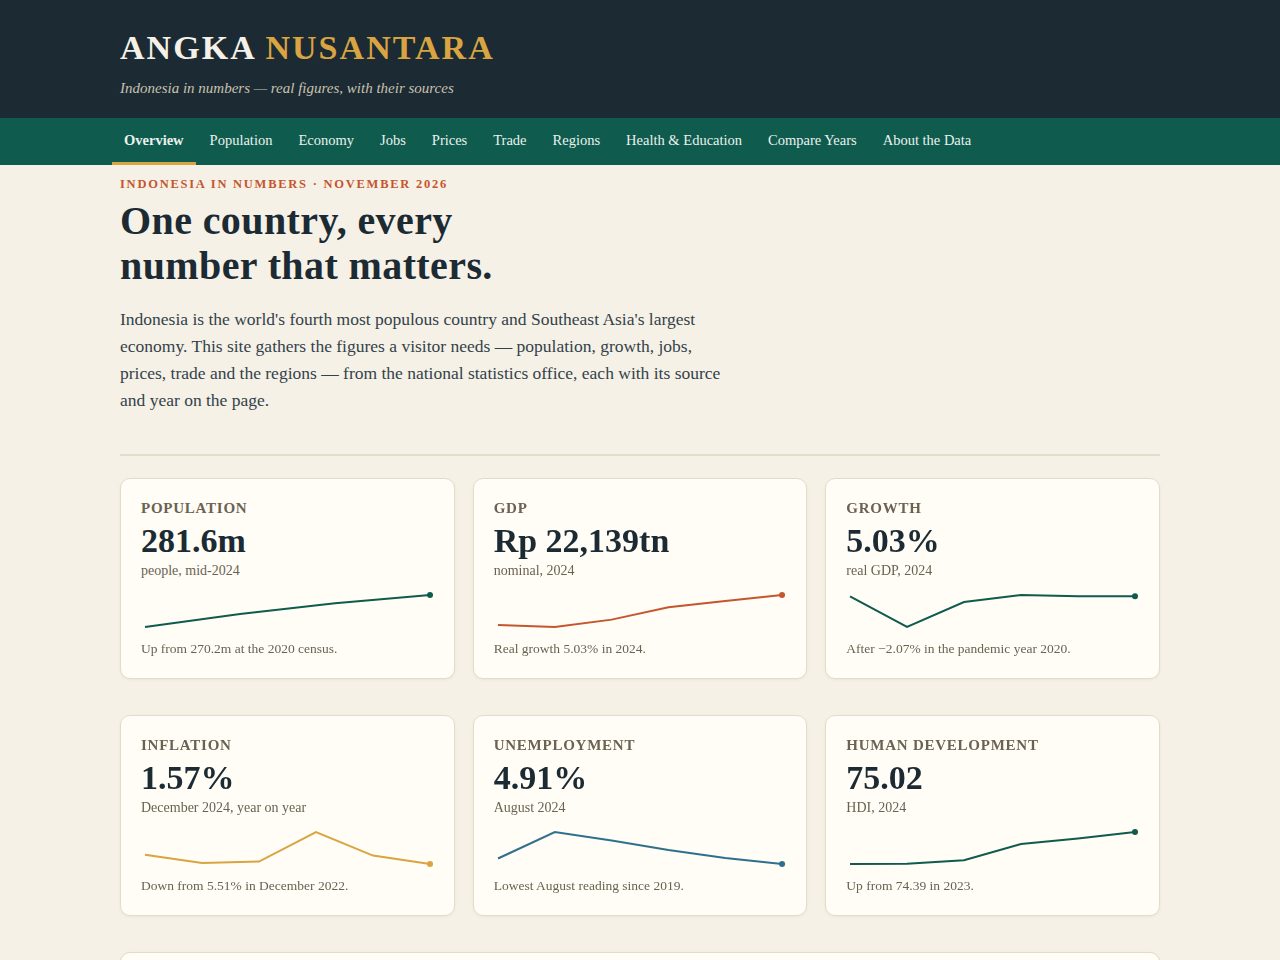 ANGKA NUSANTARA
Indonesia in numbers — real figures, with their sources
Overview Population Economy Jobs Prices Trade Regions Health & Education Compare Years About the Data
INDONESIA IN NUMBERS · NOVEMBER 2026
One country, every
number that matters.
Indonesia is the world's fourth most populous country and Southeast Asia's largest
economy. This site gathers the figures a visitor needs — population, growth, jobs,
prices, trade and the regions — from the national statistics office, each with its source
and year on the page.
POPULATION
281.6m
people, mid-2024
Up from 270.2m at the 2020 census.
GDP
Rp 22,139tn
nominal, 2024
Real growth 5.03% in 2024.
GROWTH
5.03%
real GDP, 2024
After −2.07% in the pandemic year 2020.
INFLATION
1.57%
December 2024, year on year
Down from 5.51% in December 2022.
UNEMPLOYMENT
4.91%
August 2024
Lowest August reading since 2019.
HUMAN DEVELOPMENT
75.02
HDI, 2024
Up from 74.39 in 2023.